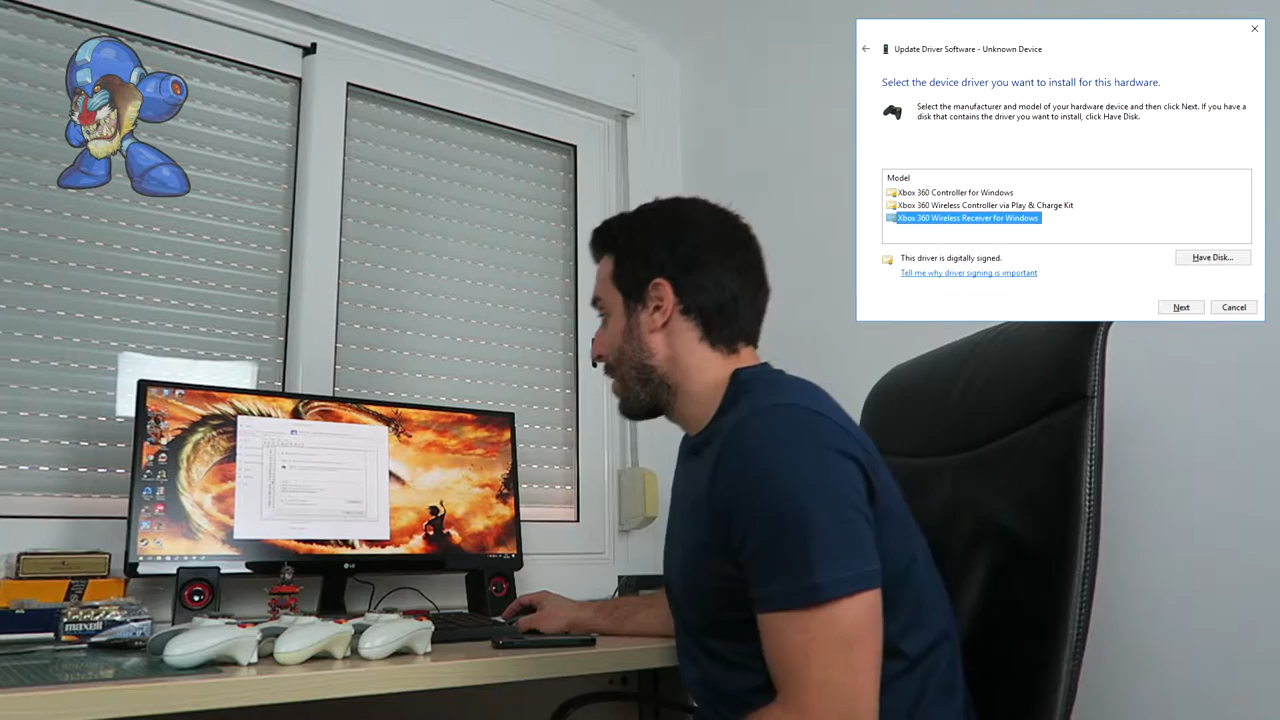 Update Driver Software - Unknown Device
Select the device driver you want to install for this hardware.
Select the manufacturer and model of your hardware device and then click Next. If you have a
disk that contains the driver you want to install, click Have Disk.
Model
Xbox 360 Controller for Windows
Xbox 360 Wireless Controller via Play & Charge Kit
Xbox 360 Wireless Receiver for Windows
This driver is digitally signed.
Have Disk...
Tell me why driver signing is important
Next
Cancel
LG
maxell